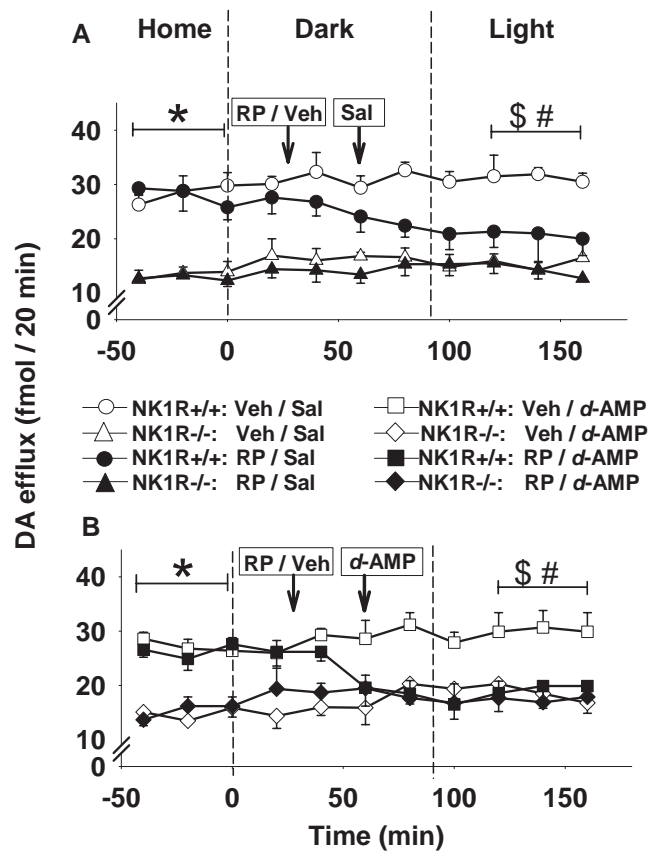 A Home Dark Light
RP / Veh Sal
* $ #
40
30
20
10
0
-50 0 50 100 150
NK1R+/+: Veh / Sal NK1R+/+: Veh / d-AMP
NK1R-/-: Veh / Sal NK1R-/-: Veh / d-AMP
NK1R+/+: RP / Sal NK1R+/+: RP / d-AMP
NK1R-/-: RP / Sal NK1R-/-: RP / d-AMP
DA efflux (fmol / 20 min)
B
RP / Veh d-AMP
* $ #
40
30
20
10
0
-50 0 50 100 150
Time (min)